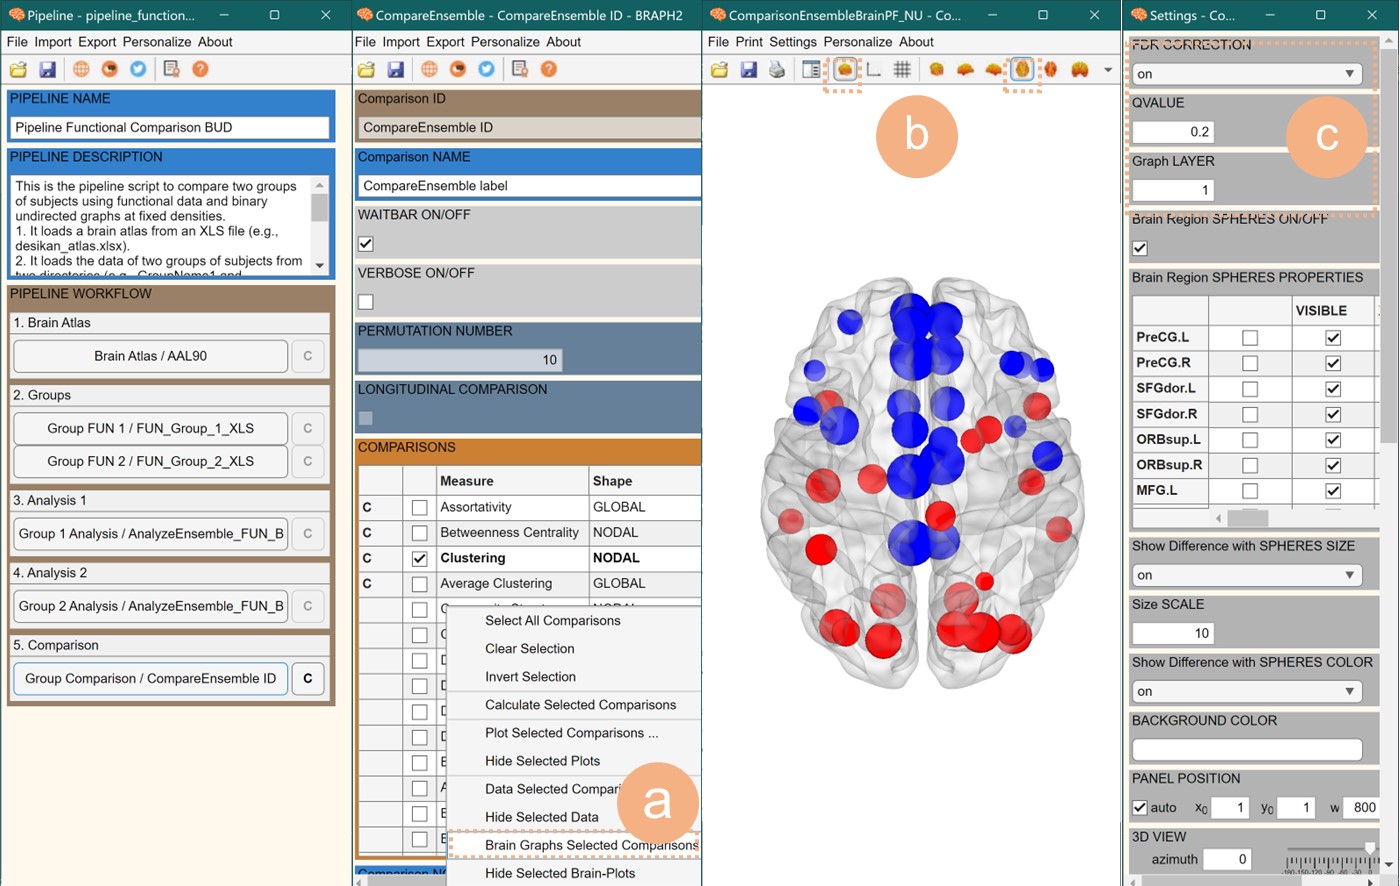 Pipeline - pipeline_function...
File Import Export Personalize About
PIPELINE NAME
Pipeline Functional Comparison BUD
PIPELINE DESCRIPTION
This is the pipeline script to compare two groups
of subjects using functional data and binary
undirected graphs at fixed densities.
1. It loads a brain atlas from an XLS file (e.g.,
desikan_atlas.xlsx).
2. It loads the data of two groups of subjects from
two directories (e.g., GroupName1 and
PIPELINE WORKFLOW
1. Brain Atlas
Brain Atlas / AAL90 C
2. Groups
Group FUN 1 / FUN_Group_1_XLS C
Group FUN 2 / FUN_Group_2_XLS C
3. Analysis 1
Group 1 Analysis / AnalyzeEnsemble_FUN_B C
4. Analysis 2
Group 2 Analysis / AnalyzeEnsemble_FUN_B C
5. Comparison
Group Comparison / CompareEnsemble ID C
CompareEnsemble - CompareEnsemble ID - BRAPH2
File Import Export Personalize About
Comparison ID
CompareEnsemble ID
Comparison NAME
CompareEnsemble label
WAITBAR ON/OFF
VERBOSE ON/OFF
PERMUTATION NUMBER
10
LONGITUDINAL COMPARISON
COMPARISONS
Measure Shape
C Assortativity GLOBAL
C Betweenness Centrality NODAL
C Clustering NODAL
C Average Clustering GLOBAL
Select All Comparisons
Clear Selection
Invert Selection
Calculate Selected Comparisons
Plot Selected Comparisons ...
Hide Selected Plots
Data Selected Compari
Hide Selected Data
Brain Graphs Selected Comparisons
Hide Selected Brain-Plots
a
ComparisonEnsembleBrainPF_NU - Co...
File Print Settings Personalize About
b
Settings - Co...
FDR CORRECTION
on
QVALUE
0.2
c
Graph LAYER
1
Brain Region SPHERES ON/OFF
Brain Region SPHERES PROPERTIES
VISIBLE
PreCG.L
PreCG.R
SFGdor.L
SFGdor.R
ORBsup.L
ORBsup.R
MFG.L
Show Difference with SPHERES SIZE
on
Size SCALE
10
Show Difference with SPHERES COLOR
on
BACKGROUND COLOR
PANEL POSITION
auto x0 1 y0 1 w 800
3D VIEW
azimuth 0